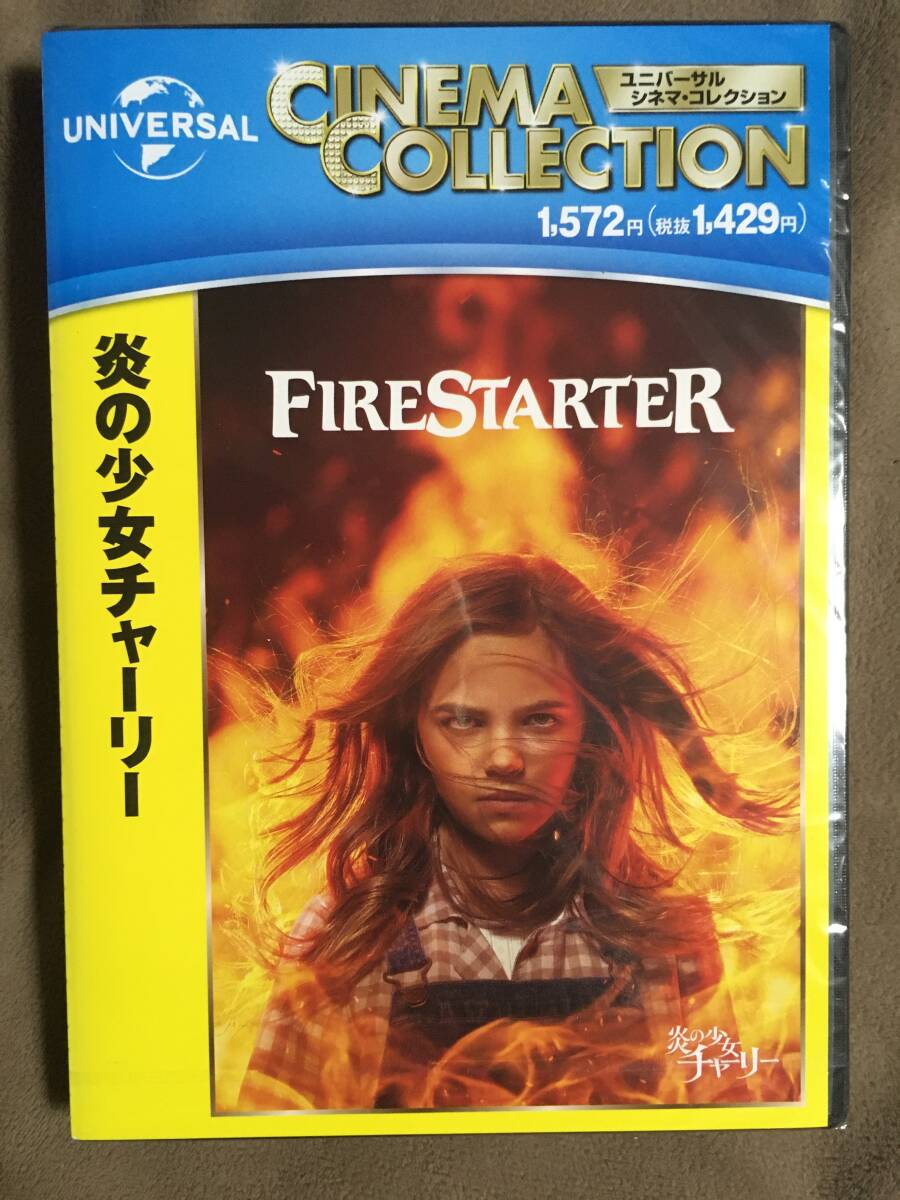 UNIVERSAL
CINEMA
COLLECTION
ユニバーサル
シネマ・コレクション
1,572円(税抜1,429円)
炎の少女チャーリー
FIRESTARTER
炎の少女
チャーリー